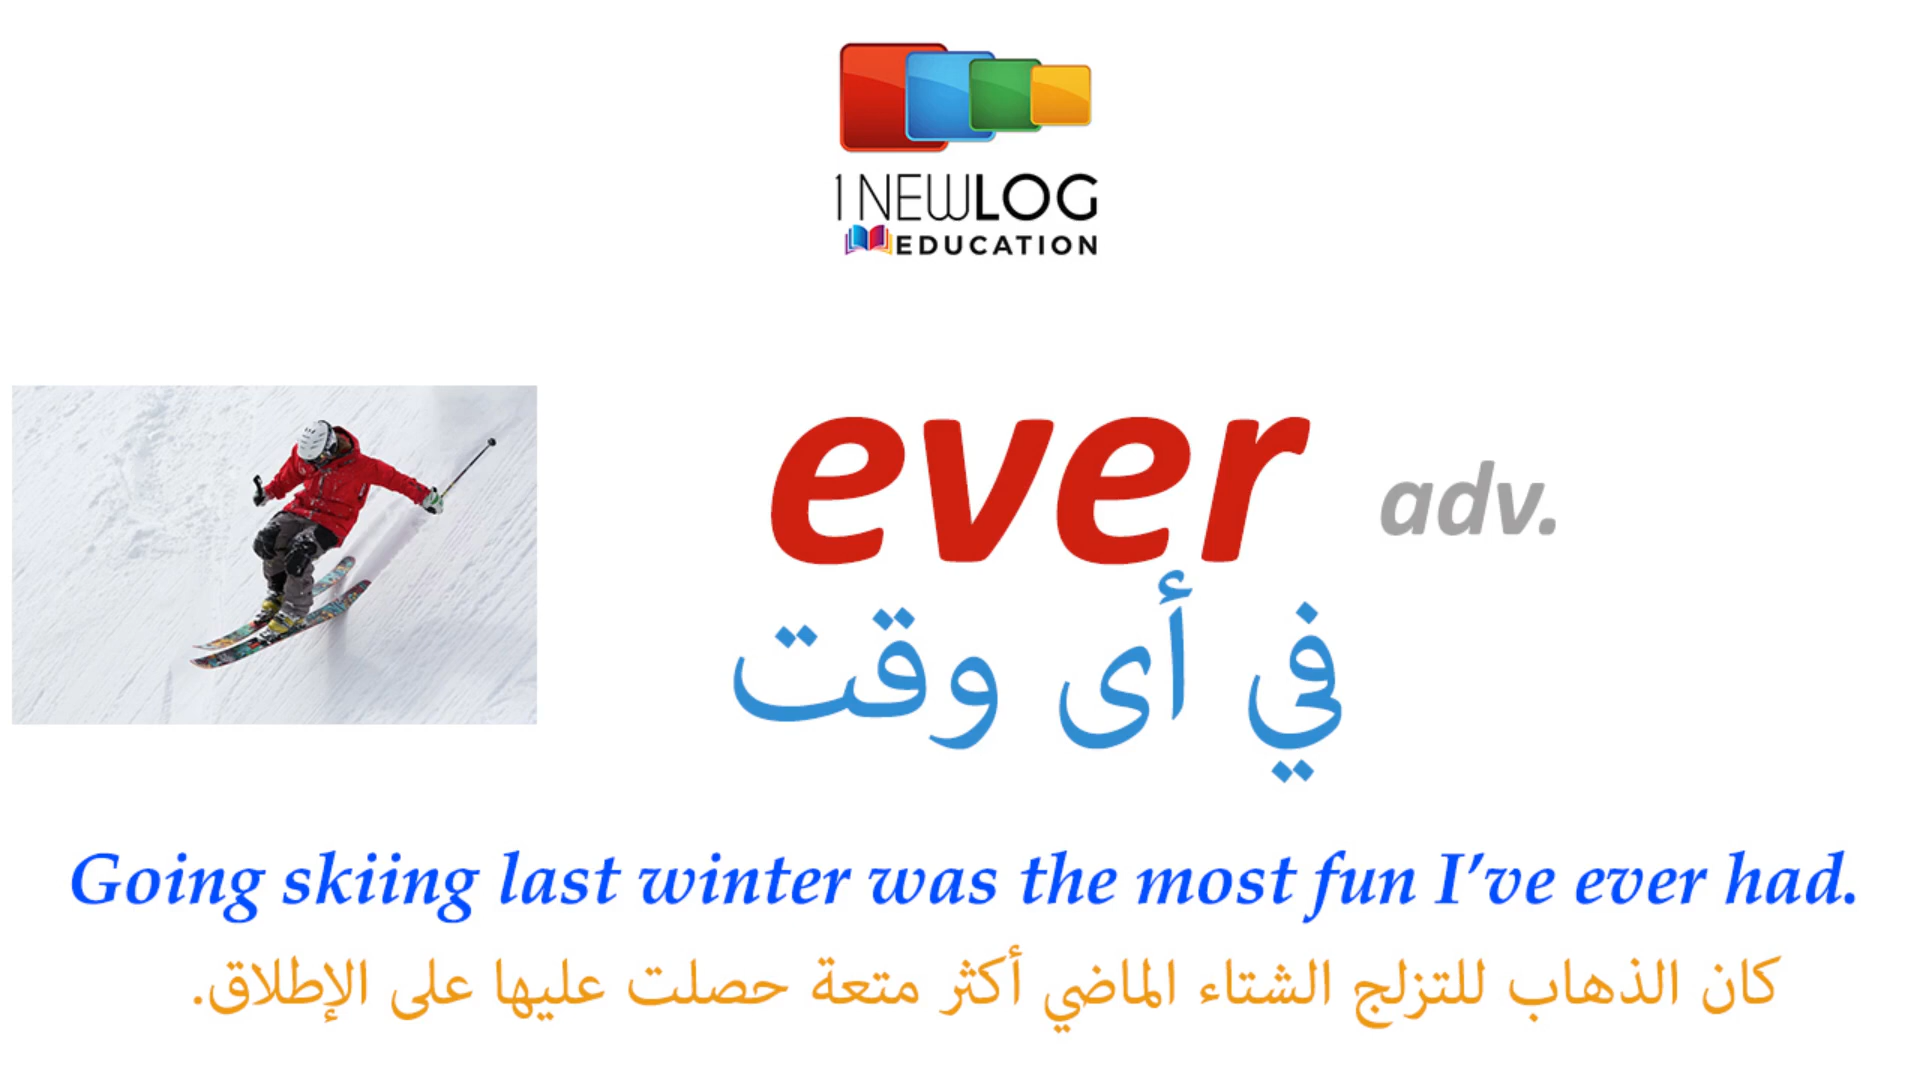 1NEWLOG
EDUCATION
ever adv.
في أى وقت
Going skiing last winter was the most fun I’ve ever had.
كان الذهاب للتزلج الشتاء الماضي أكثر متعة حصلت عليها على الإطلاق.